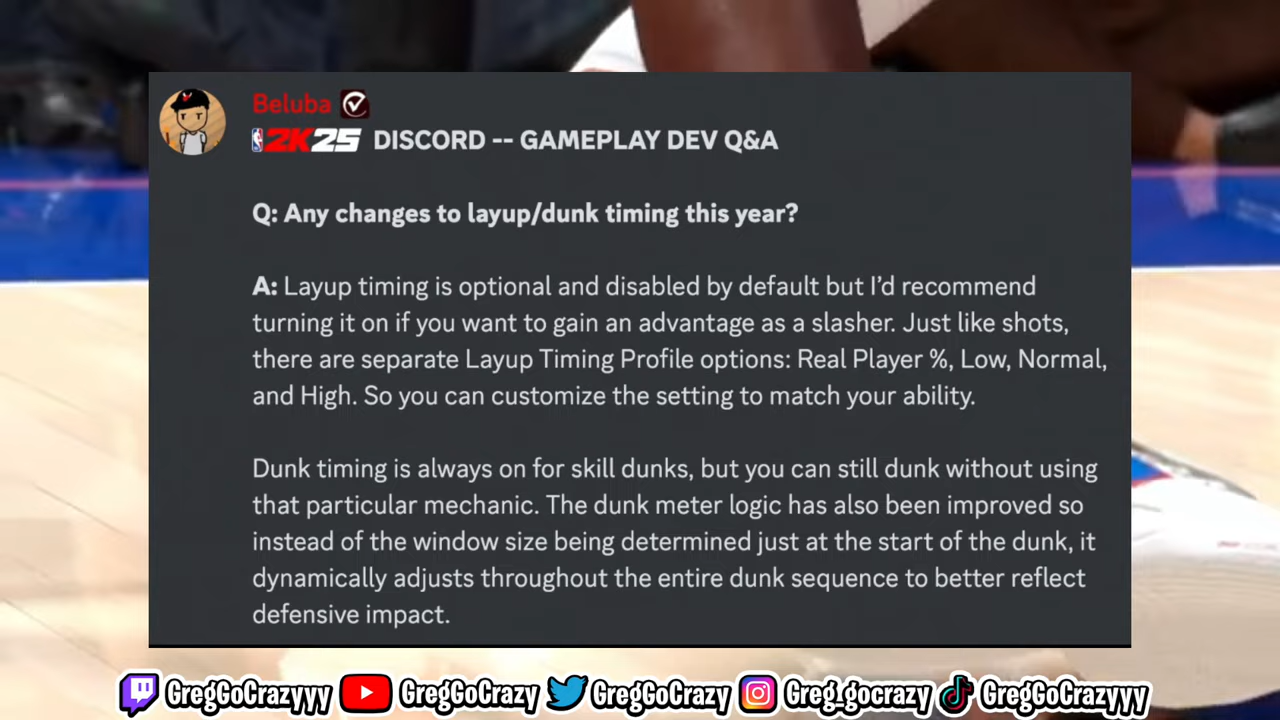 Beluba
2K25 DISCORD -- GAMEPLAY DEV Q&A
Q: Any changes to layup/dunk timing this year?
A: Layup timing is optional and disabled by default but I'd recommend
turning it on if you want to gain an advantage as a slasher. Just like shots,
there are separate Layup Timing Profile options: Real Player %, Low, Normal,
and High. So you can customize the setting to match your ability.
Dunk timing is always on for skill dunks, but you can still dunk without using
that particular mechanic. The dunk meter logic has also been improved so
instead of the window size being determined just at the start of the dunk, it
dynamically adjusts throughout the entire dunk sequence to better reflect
defensive impact.
GregGoCrazyyy GregGoCrazy GregGoCrazy Greg_gocrazy GregGoCrazyyy